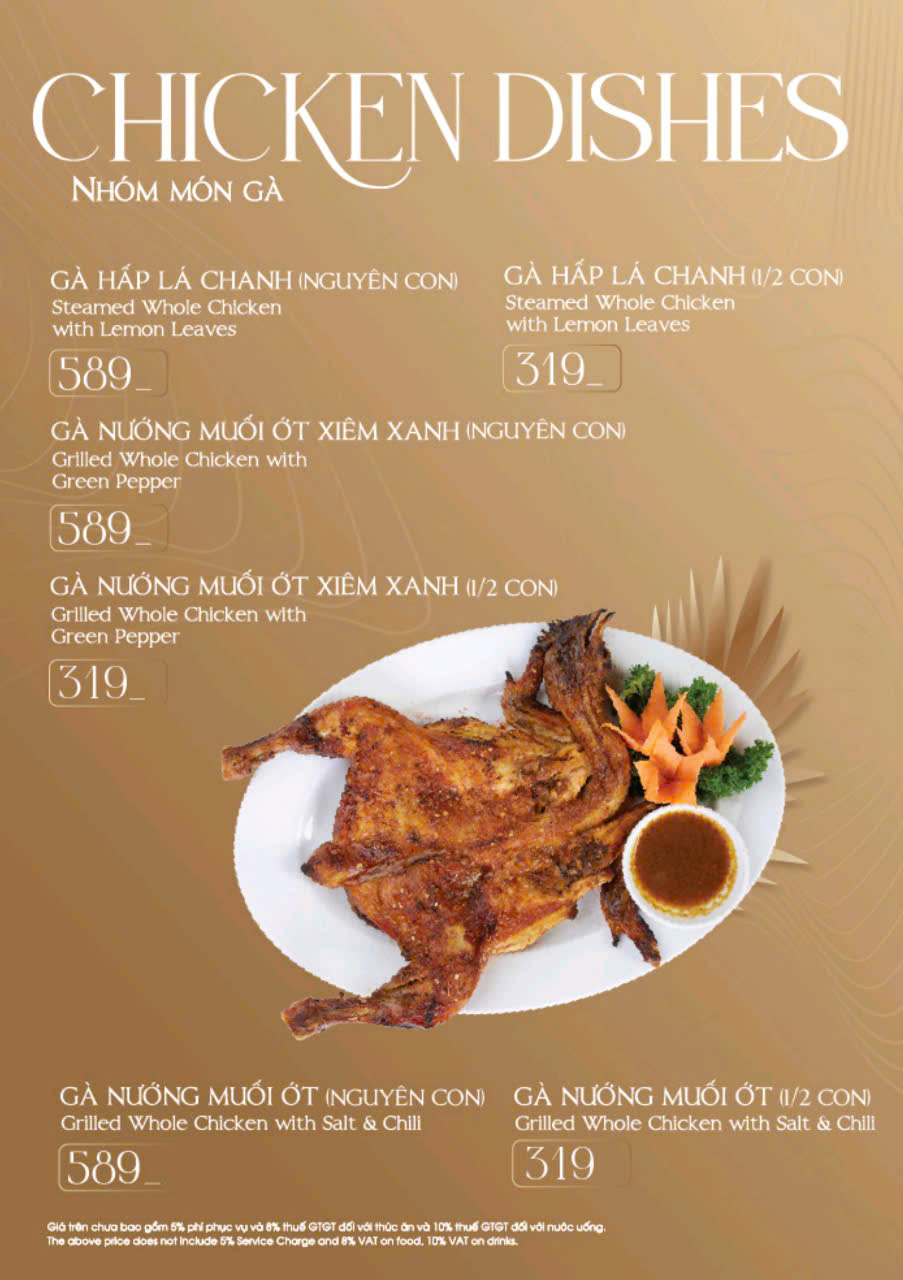 CHICKEN DISHES
NHÓM MÓN GÀ
GÀ HẤP LÁ CHANH (NGUYÊN CON)
Steamed Whole Chicken
with Lemon Leaves
589_
GÀ HẤP LÁ CHANH (1/2 CON)
Steamed Whole Chicken
with Lemon Leaves
319_
GÀ NƯỚNG MUỐI ỚT XIÊM XANH (NGUYÊN CON)
Grilled Whole Chicken with
Green Pepper
589_
GÀ NƯỚNG MUỐI ỚT XIÊM XANH (1/2 CON)
Grilled Whole Chicken with
Green Pepper
319_
GÀ NƯỚNG MUỐI ỚT (NGUYÊN CON)
Grilled Whole Chicken with Salt & Chili
589_
GÀ NƯỚNG MUỐI ỚT (1/2 CON)
Grilled Whole Chicken with Salt & Chili
319
Giá trên chưa bao gồm 5% phí phục vụ và 8% thuế GTGT đối với thức ăn và 10% thuế GTGT đối với nước uống.
The above price does not include 5% Service Charge and 8% VAT on food, 10% VAT on drinks.